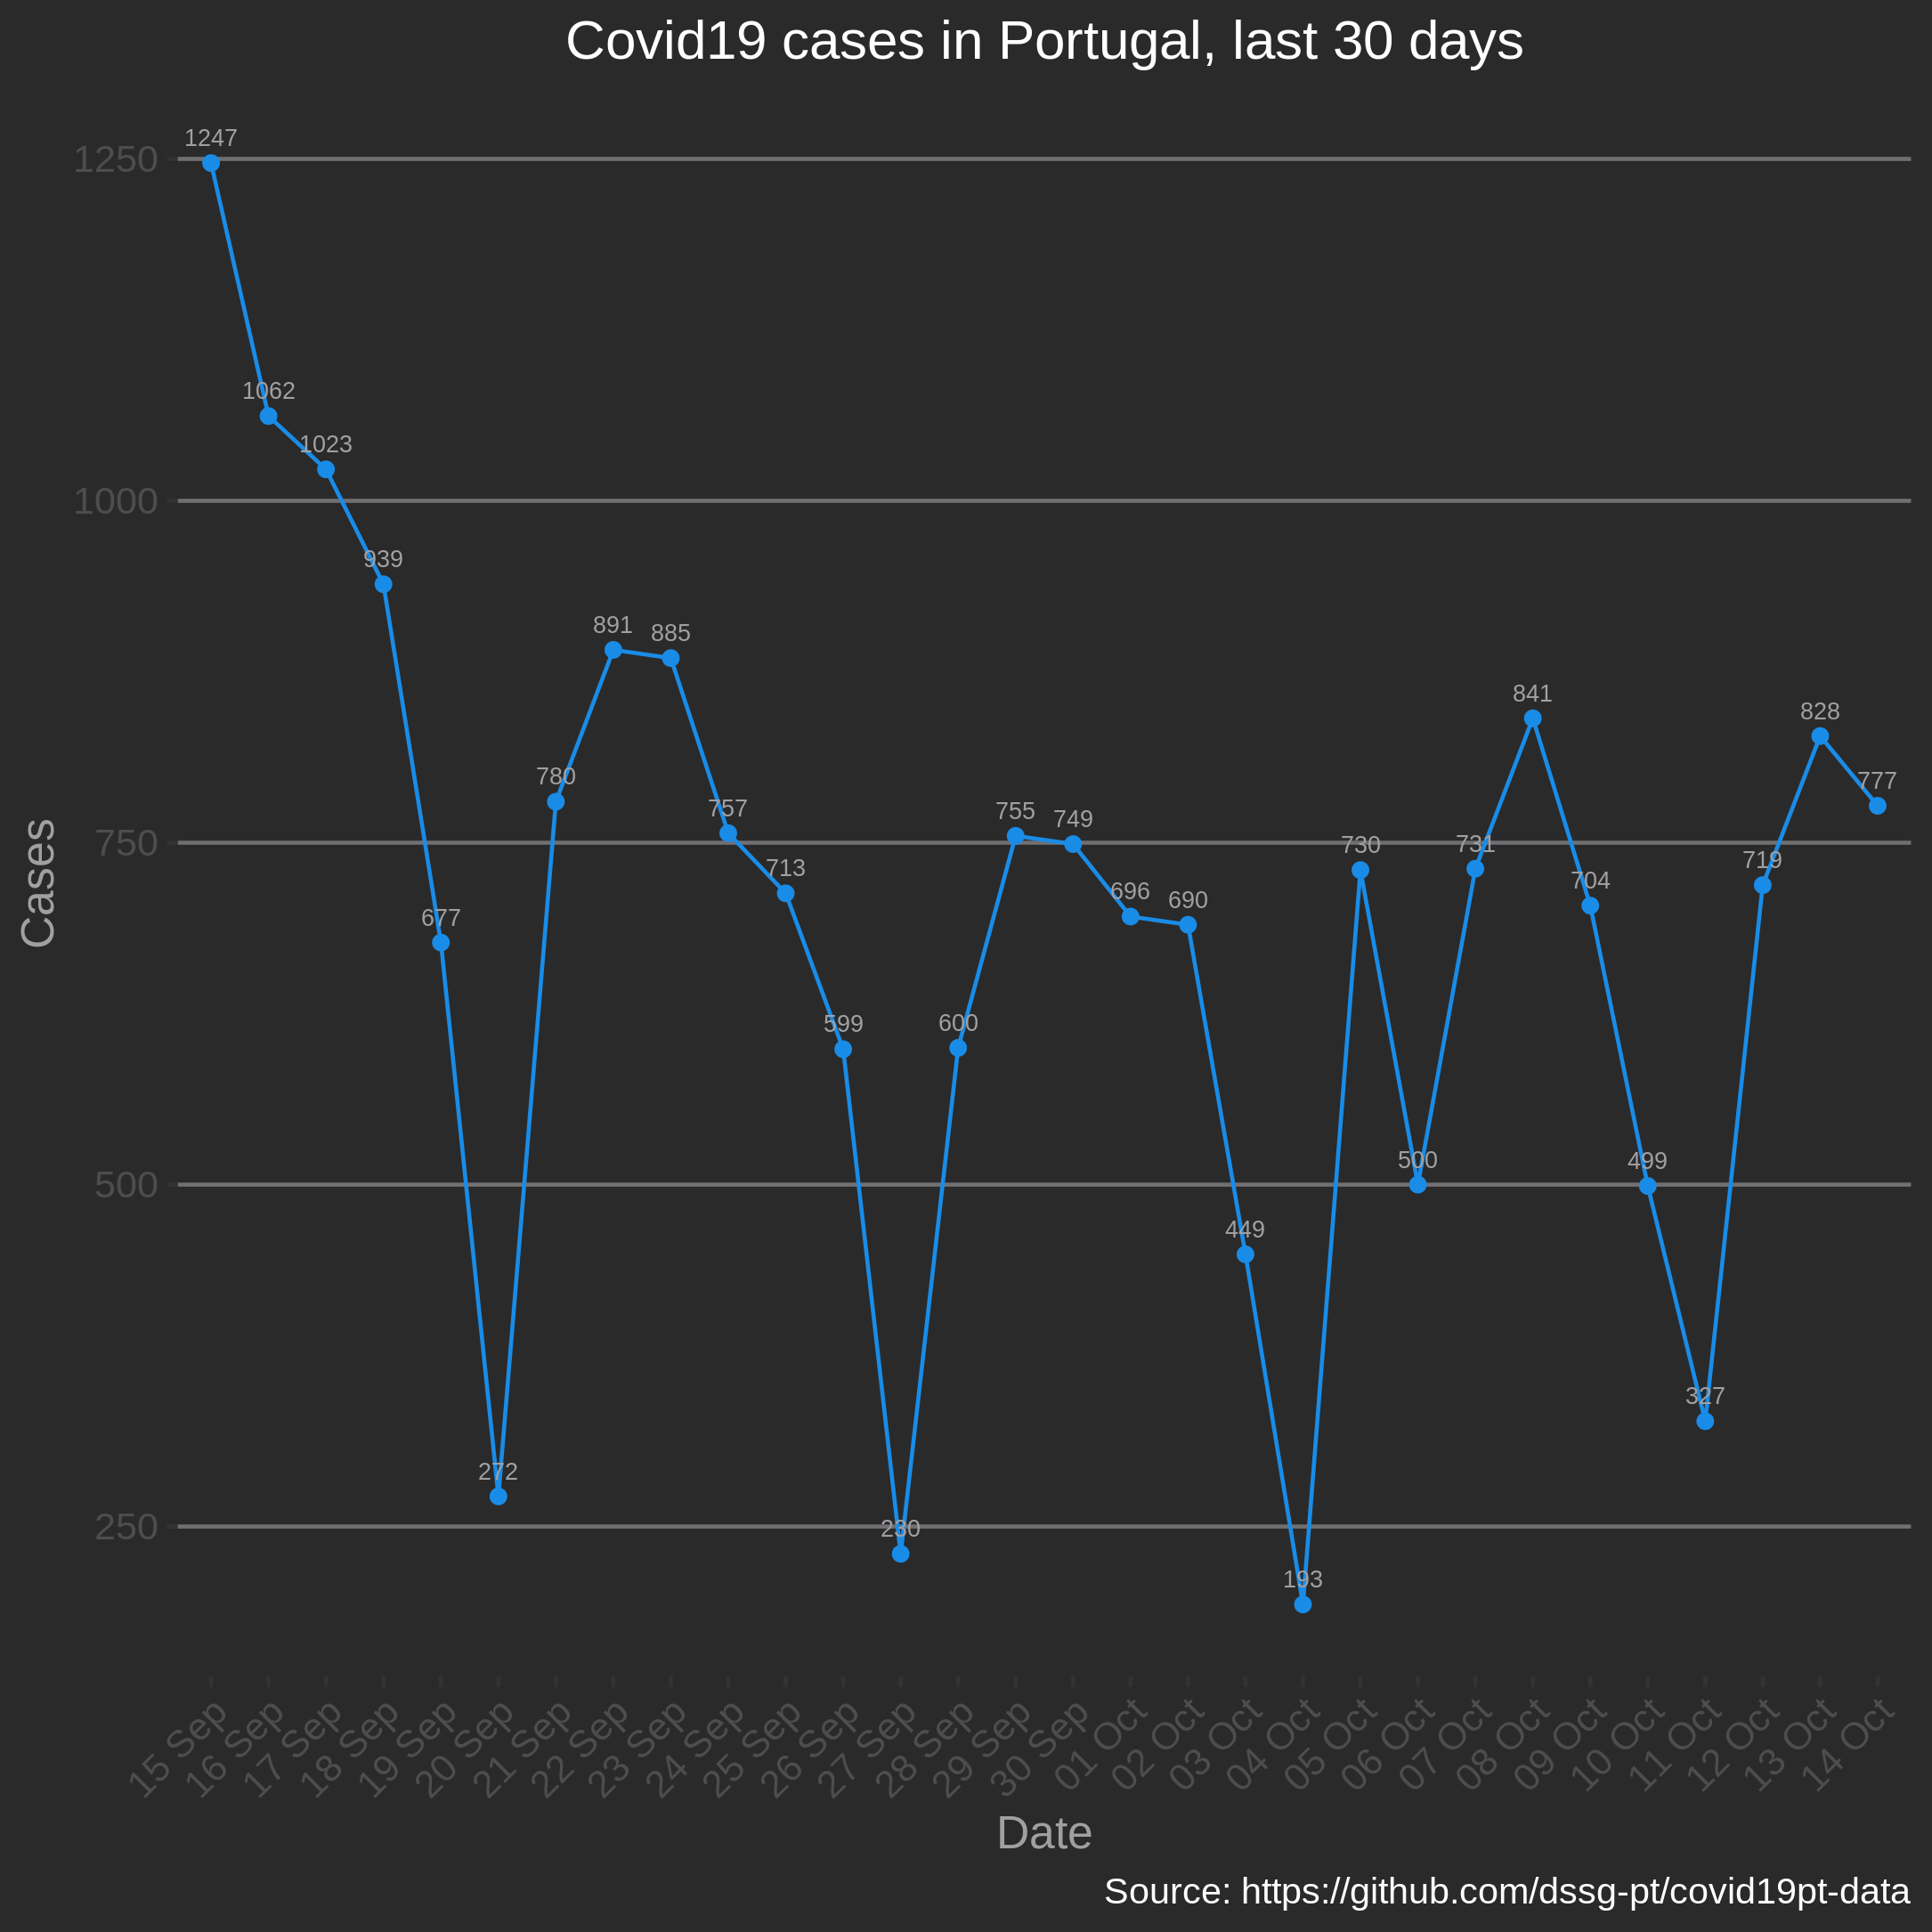 Covid19 cases in Portugal, last 30 days
1250
1000
750
500
250
Cases
1247
1062
1023
939
677
272
780
891
885
757
713
599
230
600
755
749
696
690
449
193
730
500
731
841
704
499
327
719
828
777
15 Sep
16 Sep
17 Sep
18 Sep
19 Sep
20 Sep
21 Sep
22 Sep
23 Sep
24 Sep
25 Sep
26 Sep
27 Sep
28 Sep
29 Sep
30 Sep
01 Oct
02 Oct
03 Oct
04 Oct
05 Oct
06 Oct
07 Oct
08 Oct
09 Oct
10 Oct
11 Oct
12 Oct
13 Oct
14 Oct
Date
Source: https://github.com/dssg-pt/covid19pt-data